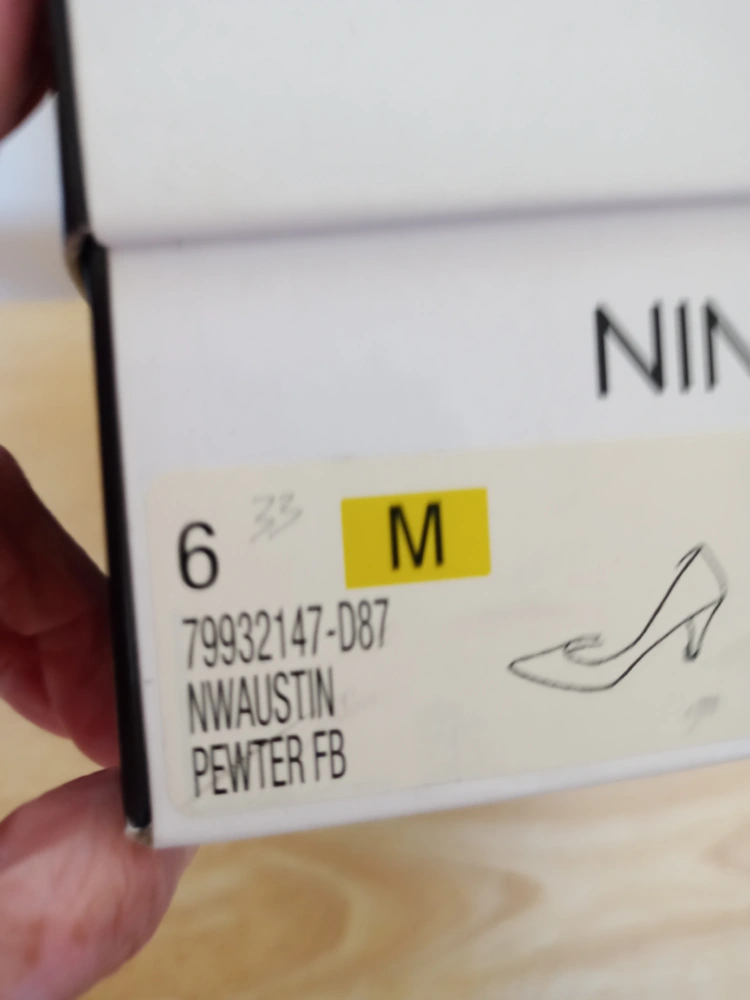 NIN
6 33 M
79932147-D87
NWAUSTIN
PEWTER FB